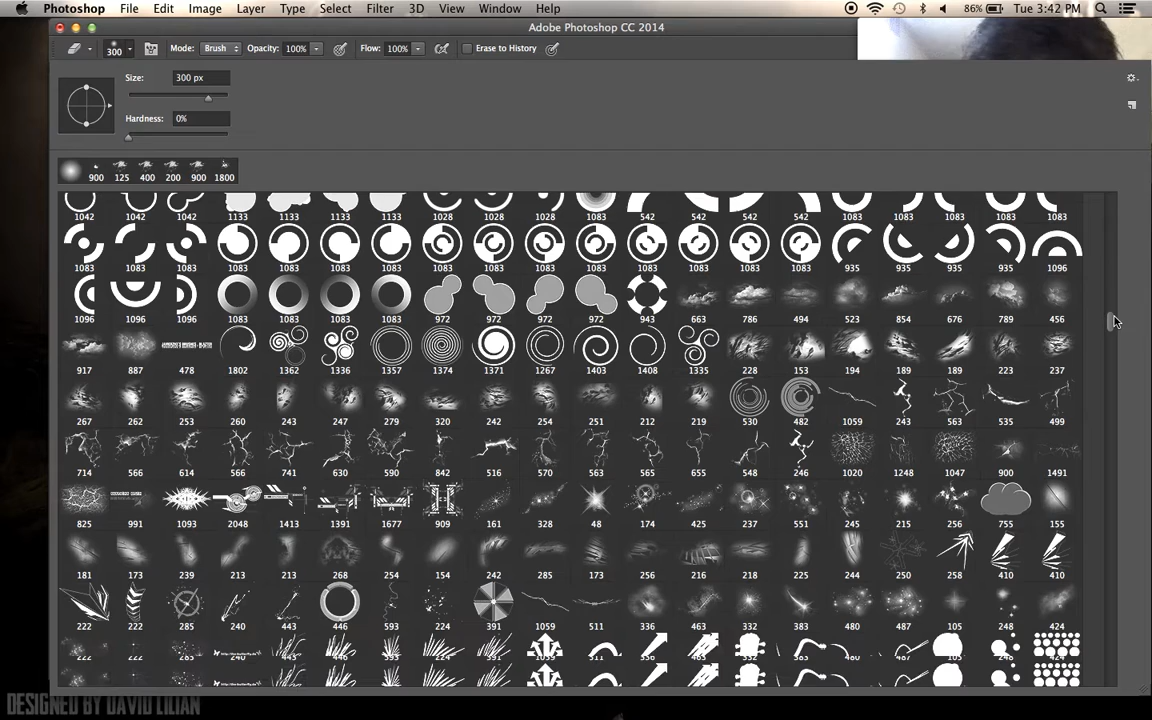 Photoshop File Edit Image Layer Type Select Filter 3D View Window Help 86% Tue 3:42 PM
Adobe Photoshop CC 2014
300 Mode: Brush Opacity: 100% Flow: 100% Erase to History
Size: 300 px
Hardness: 0%
900 125 400 200 900 1800
1042 1042 1042 1133 1133 1133 1133 1028 1028 1028 1083 542 542 542 542 1083 1083 1083 1083 1083
1083 1083 1083 1083 1083 1083 1083 1083 1083 1083 1083 1083 1083 1083 1083 935 935 935 935 1096
1096 1096 1096 1083 1083 1083 1083 972 972 972 972 943 663 786 494 523 854 676 789 456
917 887 478 1802 1362 1336 1357 1374 1371 1267 1403 1408 1335 228 153 194 189 189 223 237
267 262 253 260 243 247 279 320 242 254 251 212 219 530 482 1059 243 563 535 499
714 566 614 566 741 630 590 842 516 570 563 565 655 548 246 1020 1248 1047 900 1491
825 991 1093 2048 1413 1391 1677 909 161 328 48 174 425 237 551 245 215 256 755 155
181 173 239 213 213 268 254 154 242 285 173 256 216 218 225 244 250 258 410 410
222 222 285 240 443 446 593 224 391 1059 511 336 463 332 383 480 487 105 248 424
DESIGNED BY DAVID LILIAN